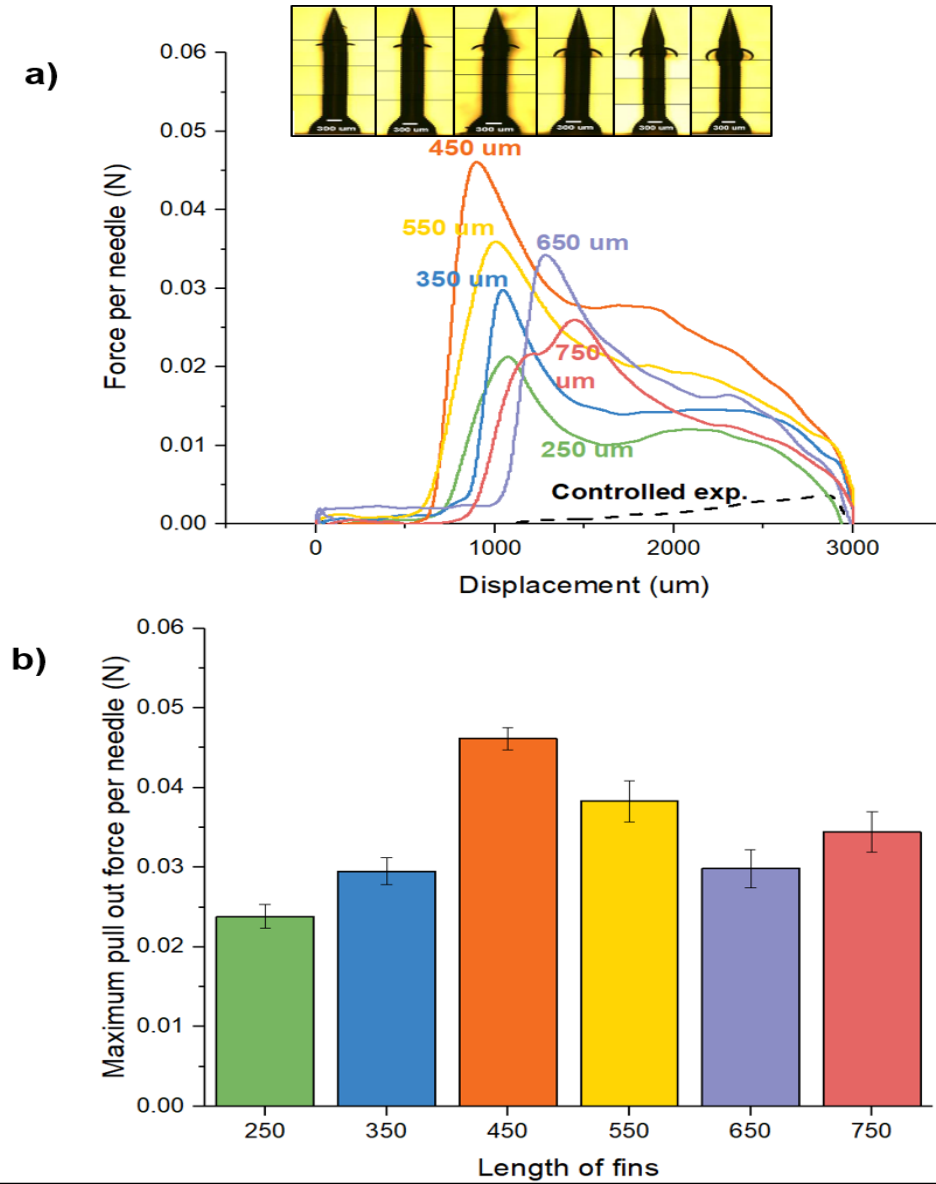 a)
300 um 300 um 300 um 300 um 300 um 300 um
0.06
0.05
0.04
0.03
0.02
0.01
0.00
Force per needle (N)
450 um
550 um
650 um
350 um
750
um
250 um
Controlled exp.
0 1000 2000 3000
Displacement (um)
b)
0.06
0.05
0.04
0.03
0.02
0.01
0.00
Maximum pull out force per needle (N)
250 350 450 550 650 750
Length of fins